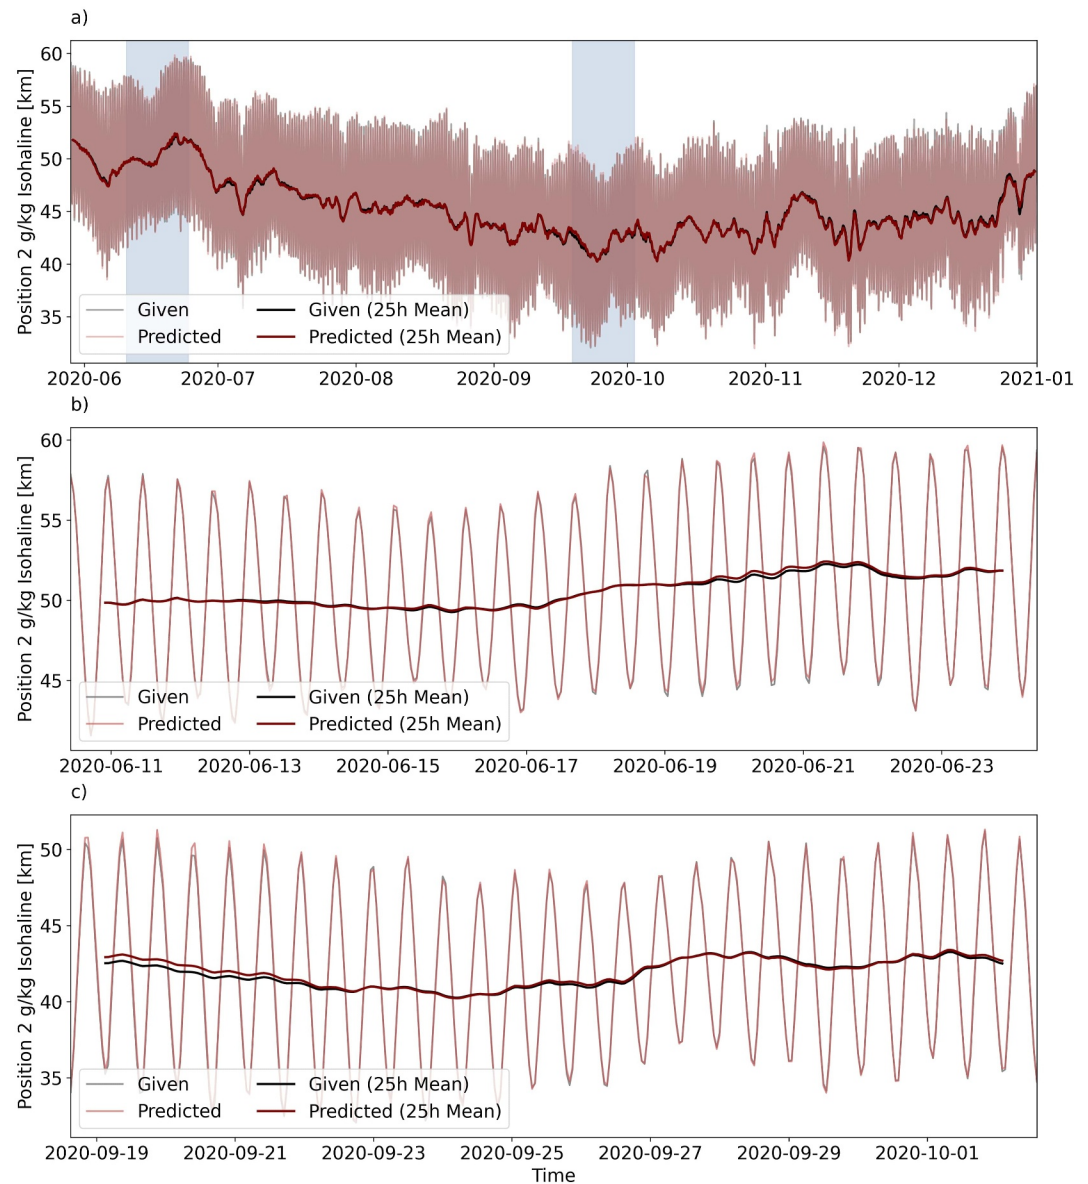 a)
Position 2 g/kg Isohaline [km]
60
55
50
45
40
35
Given
Given (25h Mean)
Predicted
Predicted (25h Mean)
2020-06
2020-07
2020-08
2020-09
2020-10
2020-11
2020-12
2021-01
b)
Position 2 g/kg Isohaline [km]
60
55
50
45
Given
Given (25h Mean)
Predicted
Predicted (25h Mean)
2020-06-11
2020-06-13
2020-06-15
2020-06-17
2020-06-19
2020-06-21
2020-06-23
c)
Position 2 g/kg Isohaline [km]
50
45
40
35
Given
Given (25h Mean)
Predicted
Predicted (25h Mean)
2020-09-19
2020-09-21
2020-09-23
2020-09-25
2020-09-27
2020-09-29
2020-10-01
Time